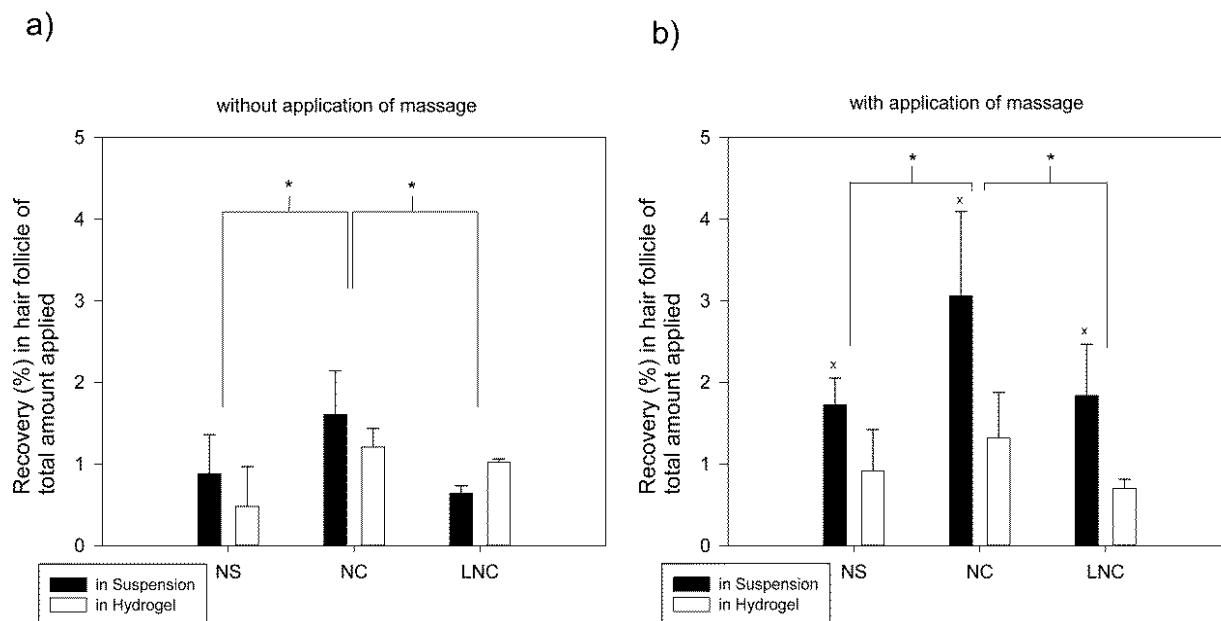 a)
without application of massage
Recovery (%) in hair follicle of
total amount applied
5
4
3
2
1
0
*
*
NS
NC
LNC
in Suspension
in Hydrogel
b)
with application of massage
Recovery (%) in hair follicle of
total amount applied
5
4
3
2
1
0
*
*
x
x
x
NS
NC
LNC
in Suspension
in Hydrogel